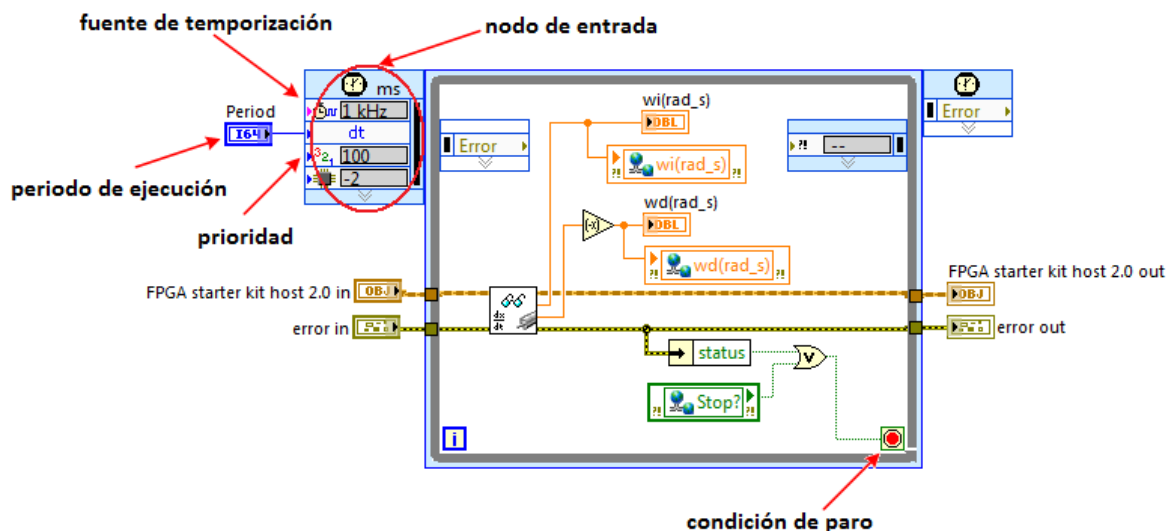 fuente de temporización
nodo de entrada
ms
1 kHz
Period
I64
dt
100
-2
periodo de ejecución
prioridad
Error
wi(rad_s)
DBL
wi(rad_s)
?!
?!
?!
--
Error
wd(rad_s)
(-x)
DBL
wd(rad_s)
?!
?!
FPGA starter kit host 2.0 in
OBJ
dx
dt
FPGA starter kit host 2.0 out
OBJ
error in
error out
status
V
Stop?
?!
?!
i
condición de paro